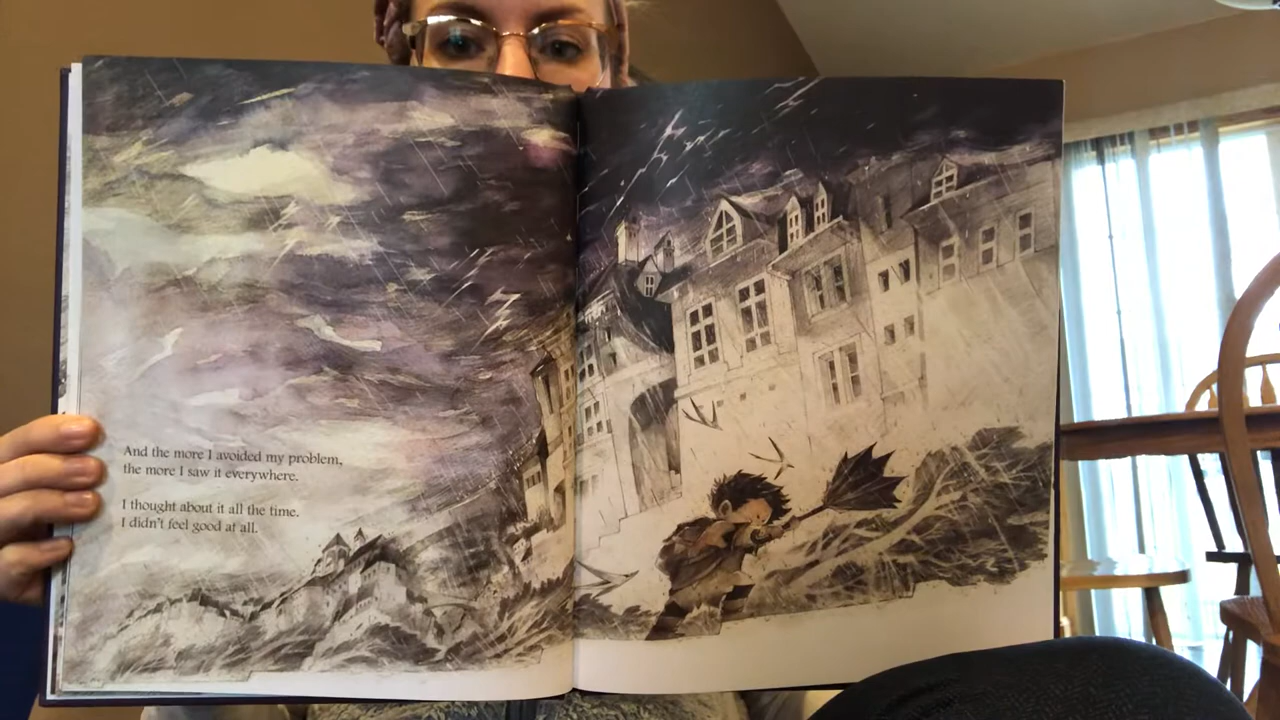 And the more I avoided my problem,
the more I saw it everywhere.
I thought about it all the time.
I didn't feel good at all.